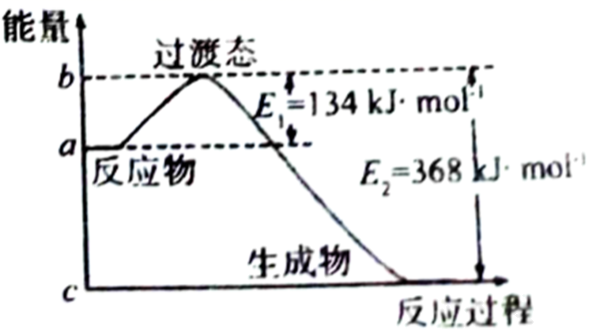 能量
过渡态
b
E₁=134 kJ·mol⁻¹
a
反应物
E₂=368 kJ·mol⁻¹
生成物
c
反应过程